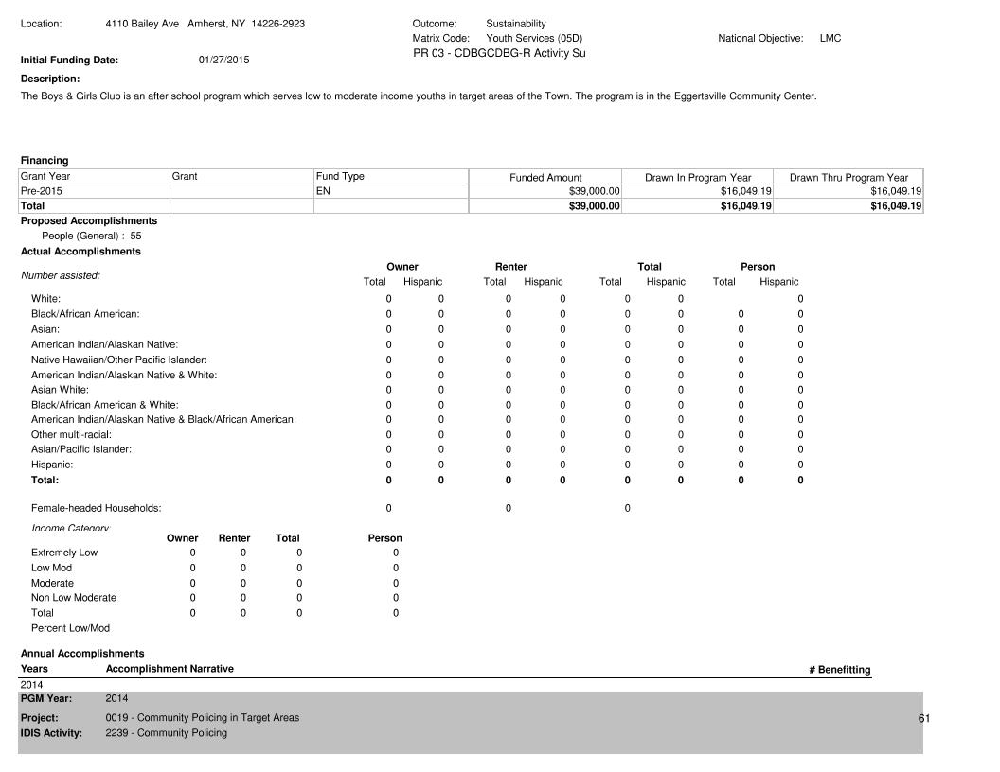 Location: 4110 Bailey Ave Amherst, NY 14226-2923 Outcome: Sustainability
Matrix Code: Youth Services (05D) National Objective: LMC
PR 03 - CDBGCDBG-R Activity Su
Initial Funding Date: 01/27/2015
Description:
The Boys & Girls Club is an after school program which serves low to moderate income youths in target areas of the Town. The program is in the Eggertsville Community Center.
Financing
Grant Year Grant Fund Type Funded Amount Drawn In Program Year Drawn Thru Program Year
Pre-2015 EN $39,000.00 $16,049.19 $16,049.19
Total $39,000.00 $16,049.19 $16,049.19
Proposed Accomplishments
People (General) : 55
Actual Accomplishments
Number assisted: Owner Renter Total Person
Total Hispanic Total Hispanic Total Hispanic Total Hispanic
White: 0 0 0 0 0 0 0
Black/African American: 0 0 0 0 0 0 0 0
Asian: 0 0 0 0 0 0 0 0
American Indian/Alaskan Native: 0 0 0 0 0 0 0 0
Native Hawaiian/Other Pacific Islander: 0 0 0 0 0 0 0 0
American Indian/Alaskan Native & White: 0 0 0 0 0 0 0 0
Asian White: 0 0 0 0 0 0 0 0
Black/African American & White: 0 0 0 0 0 0 0 0
American Indian/Alaskan Native & Black/African American: 0 0 0 0 0 0 0 0
Other multi-racial: 0 0 0 0 0 0 0 0
Asian/Pacific Islander: 0 0 0 0 0 0 0 0
Hispanic: 0 0 0 0 0 0 0 0
Total: 0 0 0 0 0 0 0 0
Female-headed Households: 0 0 0
Income Category:
Owner Renter Total Person
Extremely Low 0 0 0 0
Low Mod 0 0 0 0
Moderate 0 0 0 0
Non Low Moderate 0 0 0 0
Total 0 0 0 0
Percent Low/Mod
Annual Accomplishments
Years Accomplishment Narrative # Benefitting
2014
PGM Year: 2014
Project: 0019 - Community Policing in Target Areas 61
IDIS Activity: 2239 - Community Policing